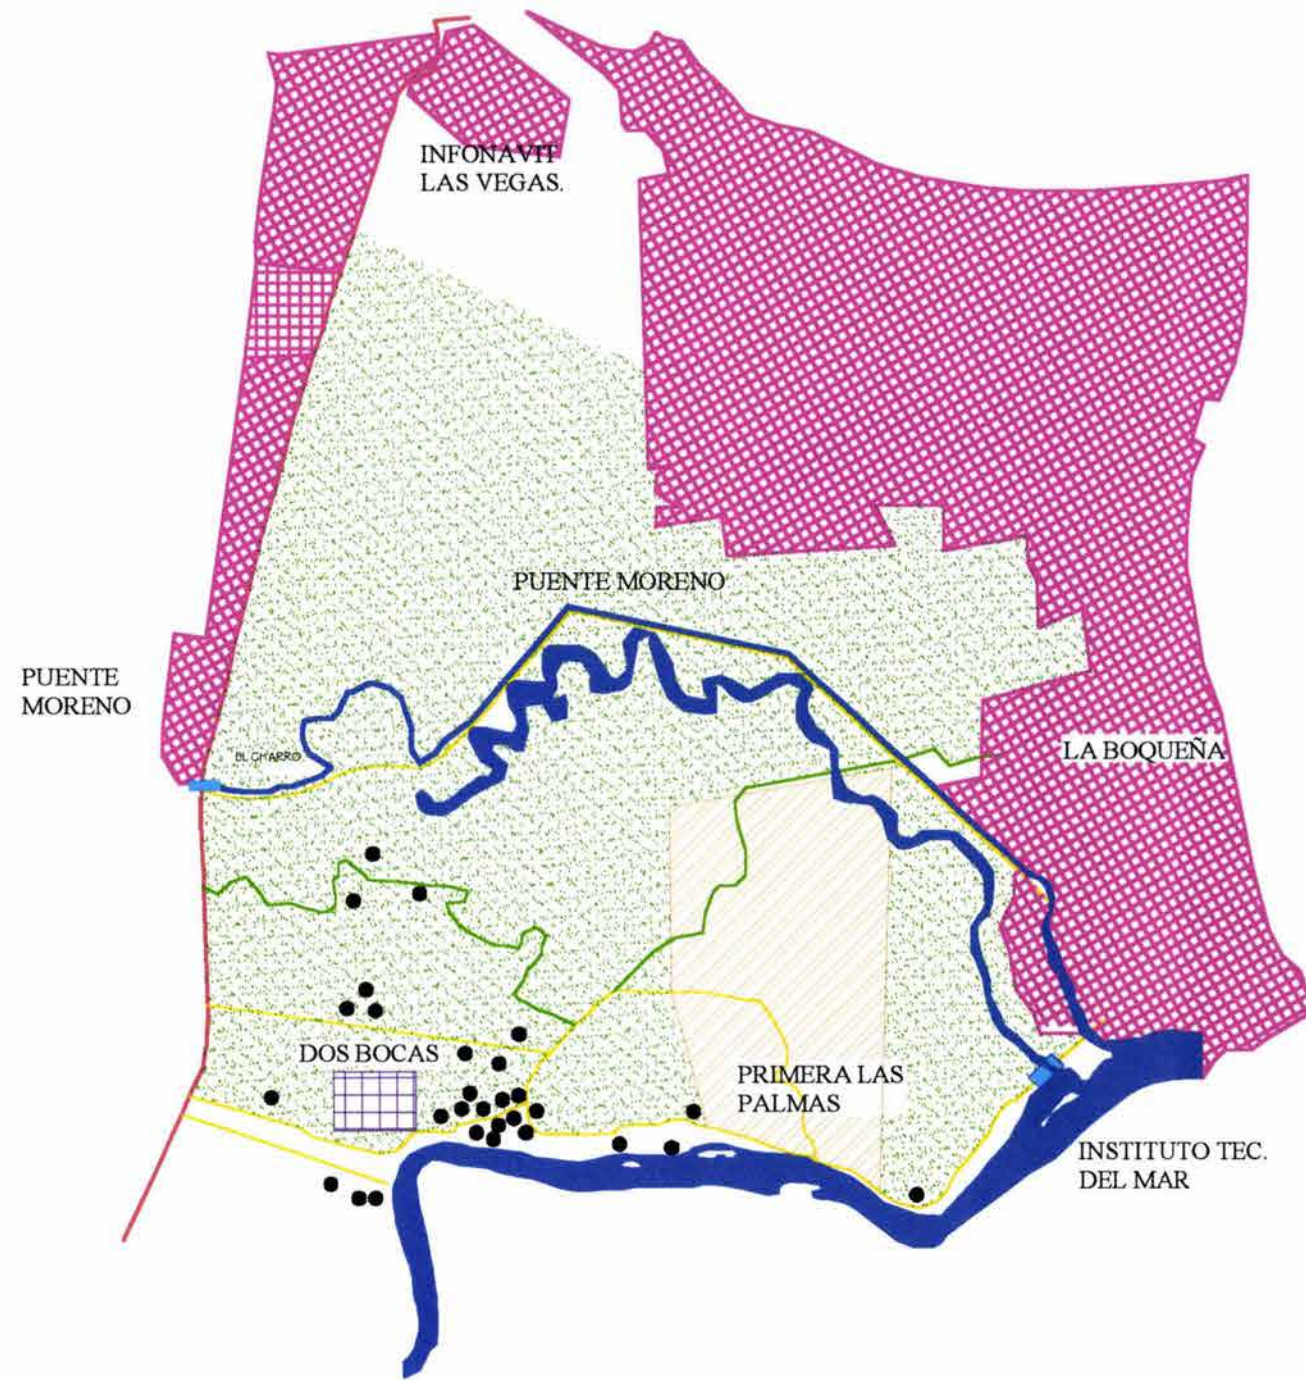 INFONAVIT
LAS VEGAS.
PUENTE MORENO
PUENTE
MORENO
EL CHARRO
LA BOQUEÑA
DOS BOCAS
PRIMERA LAS
PALMAS
INSTITUTO TEC.
DEL MAR